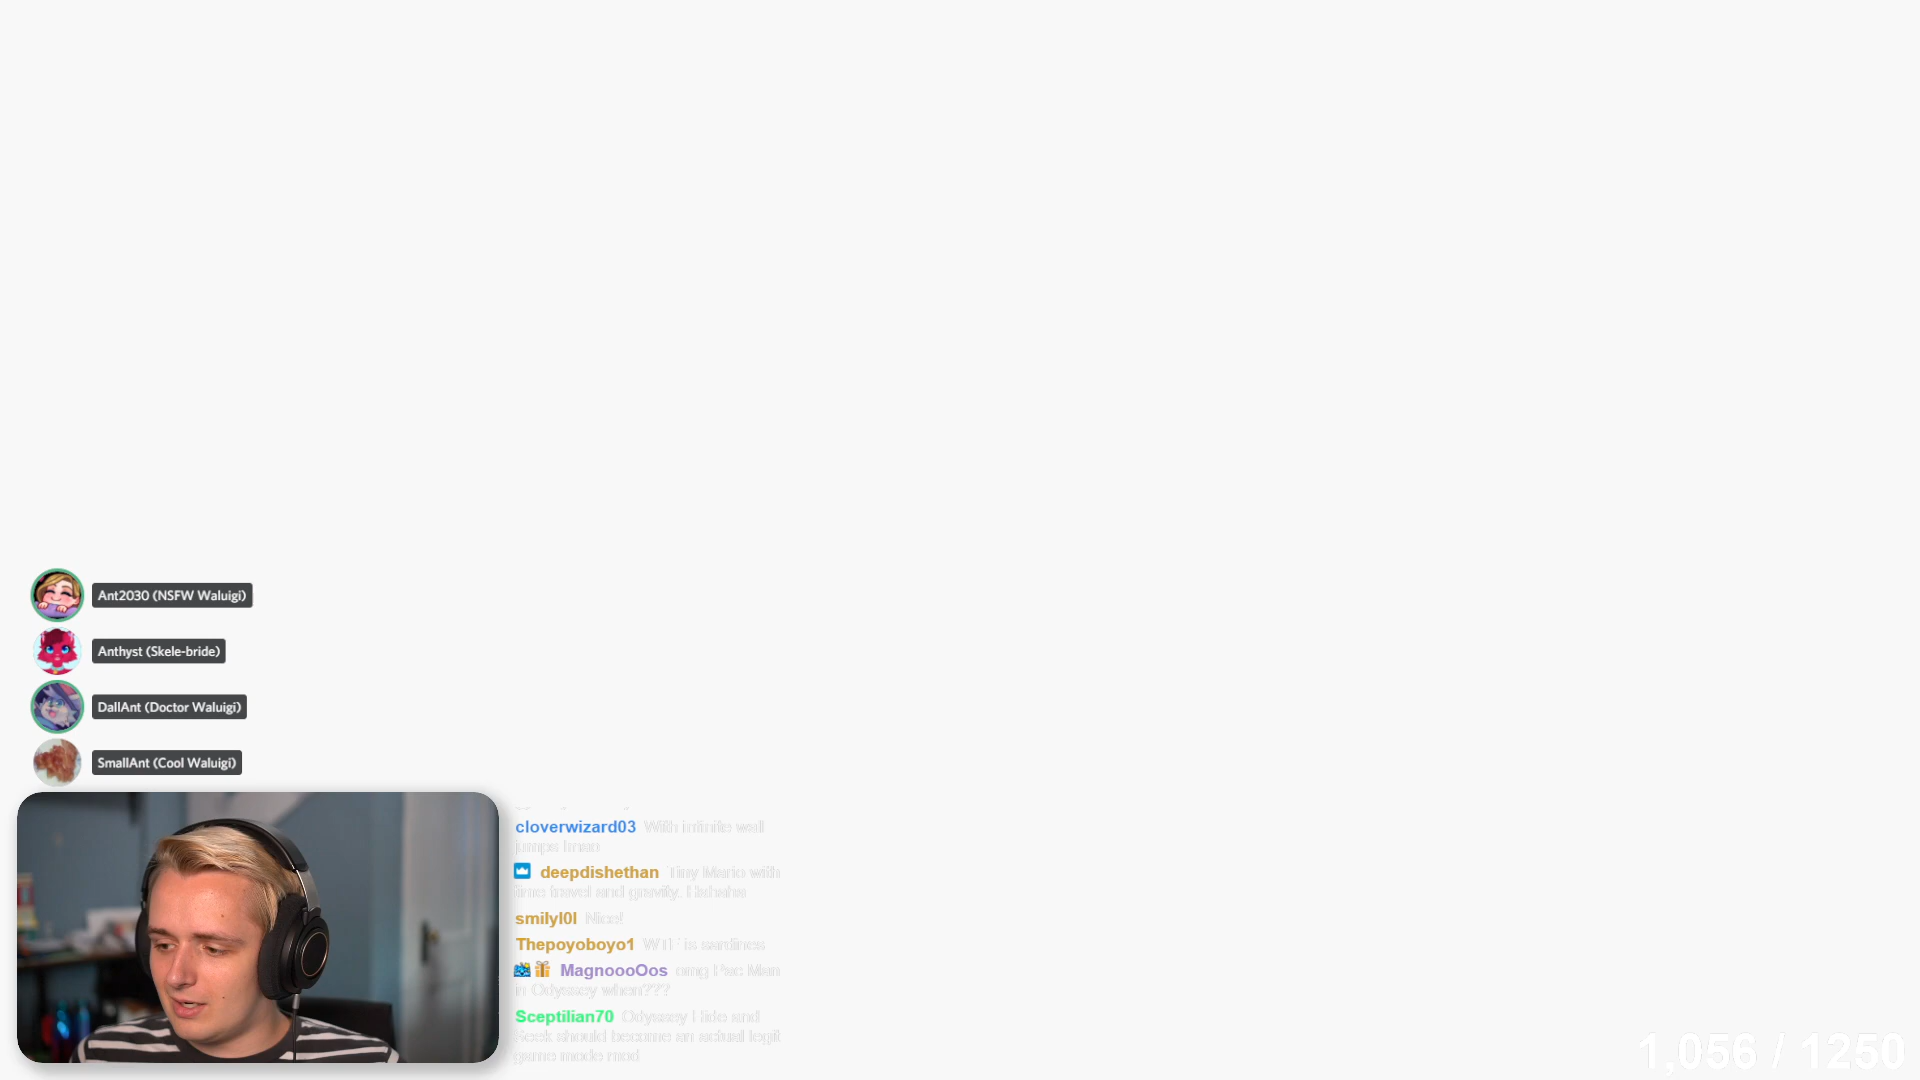 Ant2030 (NSFW Waluigi)
Anthyst (Skele-bride)
DallAnt (Doctor Waluigi)
SmallAnt (Cool Waluigi)
cloverwizard03 With infinite wall
jumps lmao
deepdishethan Tiny Mario with
time travel and gravity. Hahaha
smilyl0l Nice!
Thepoyoboyo1 WTF is sardines
MagnoooOos omg Pac Man
in Odyssey when???
Sceptilian70 Odyssey Hide and
Seek should become an actual legit
game mode mod
1,056 / 1250